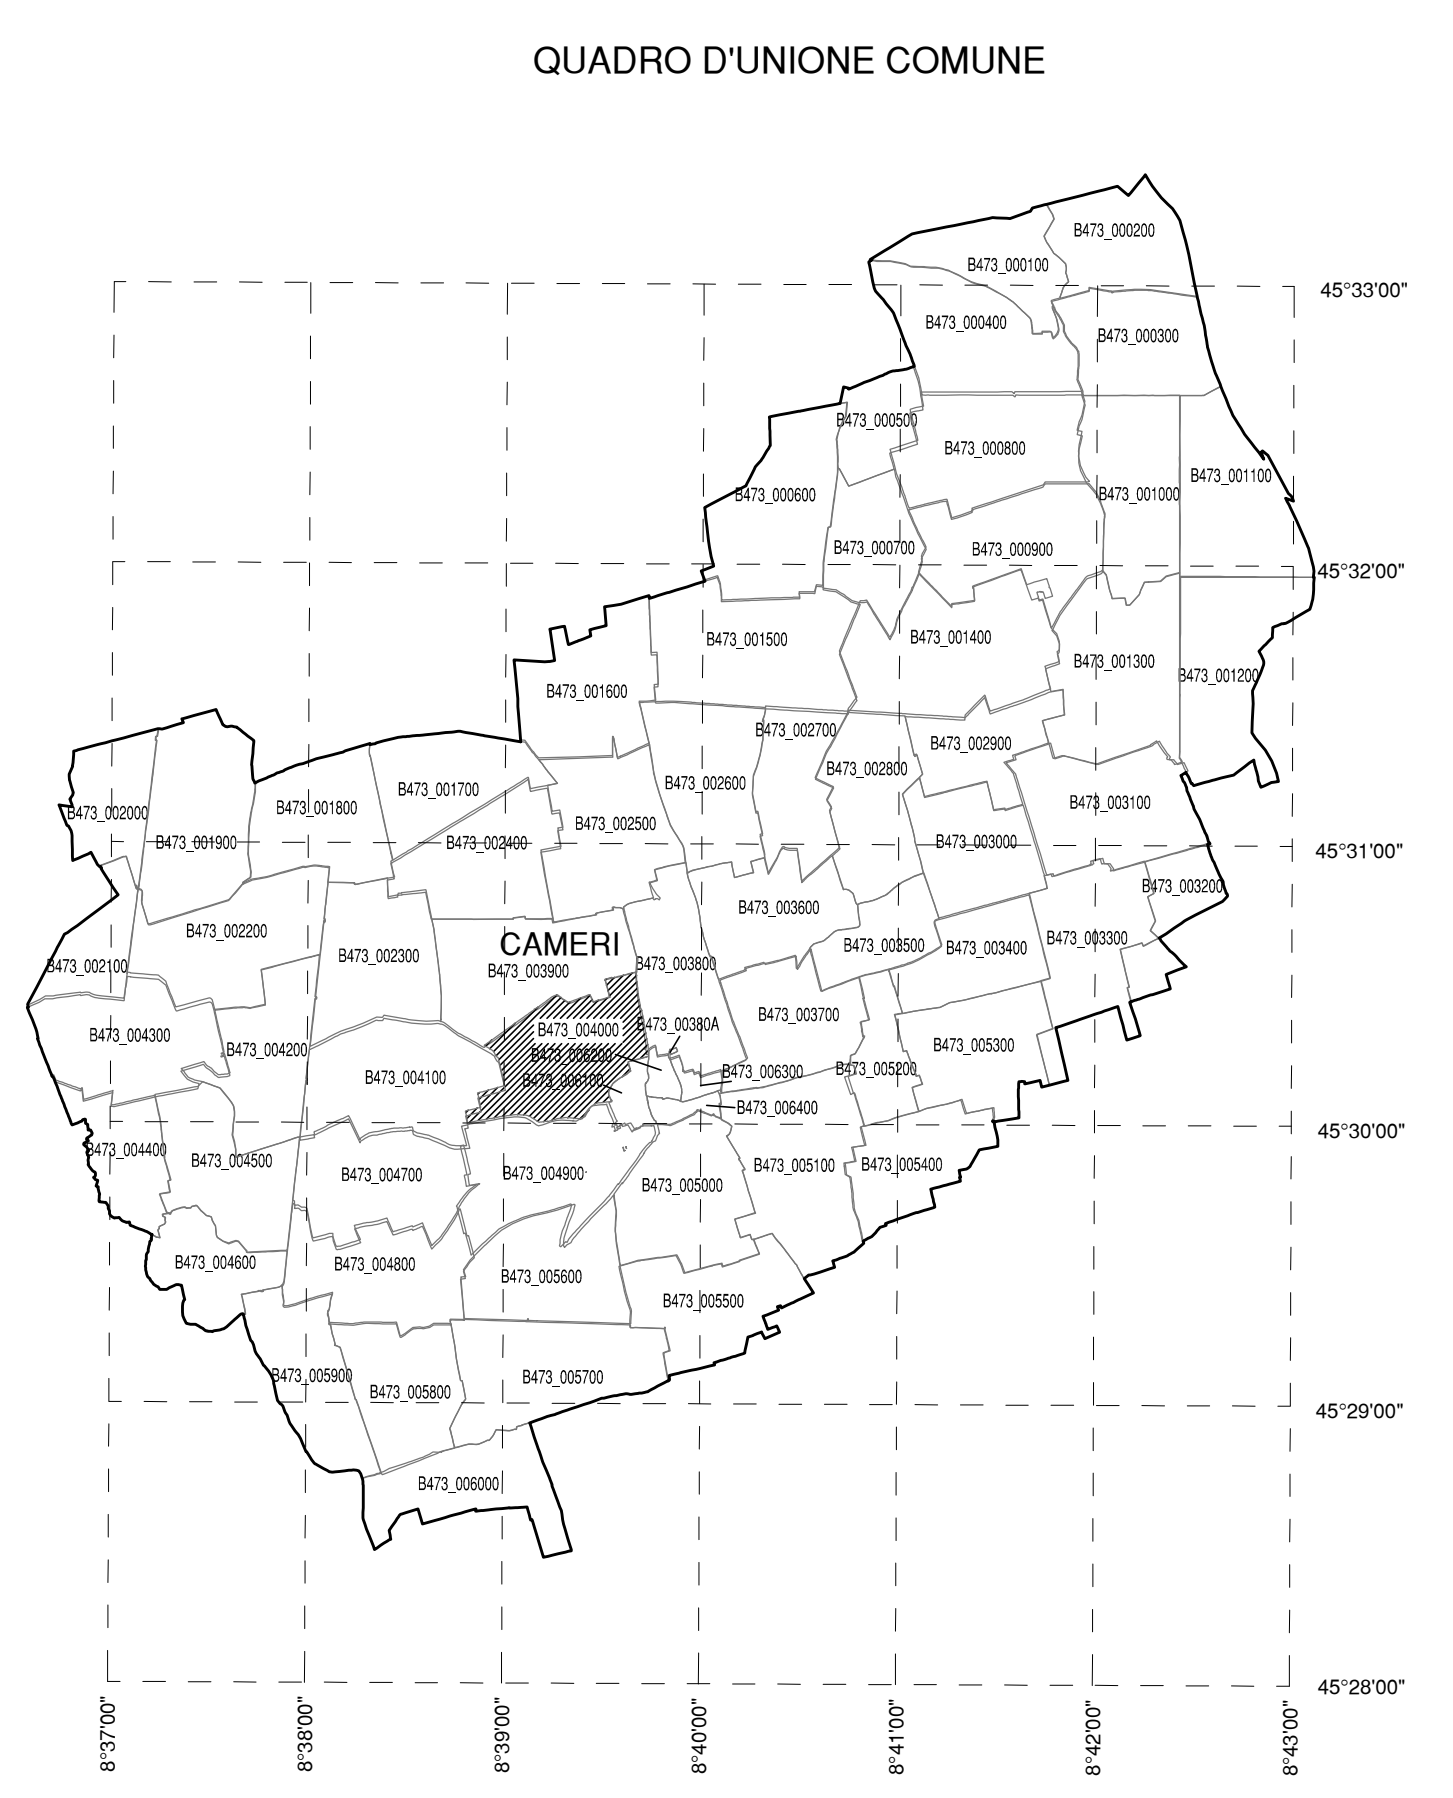 QUADRO D'UNIONE COMUNE
B473_000200
B473_000100
45°33'00"
B473_000400
B473_000300
B473_000500
B473_000800
B473_001100
B473_000600
B473_001000
B473_000700
B473_000900
45°32'00"
B473_001500
B473_001400
B473_001300
B473_001200
B473_001600
B473_002700
B473_002900
B473_002800
B473_002600
B473_001700
B473_003100
B473_001800
B473_002000
B473_002500
B473_001900
B473_002400
B473_003000
45°31'00"
B473_003200
B473_003600
B473_002200
B473_003300
CAMERI
B473_003500
B473_003400
B473_002300
B473_003800
B473_002100
B473_003900
B473_003700
B473_00380A
B473_004000
B473_004300
B473_005300
B473_004200
B473_006200
B473_005200
B473_006300
B473_004100
B473_006100
B473_006400
45°30'00"
B473_004400
B473_004500
B473_005100
B473_005400
B473_004700
B473_004900
B473_005000
B473_004600
B473_004800
B473_005600
B473_005500
B473_005900
B473_005700
B473_005800
45°29'00"
B473_006000
45°28'00"
8°37'00"
8°38'00"
8°39'00"
8°40'00"
8°41'00"
8°42'00"
8°43'00"